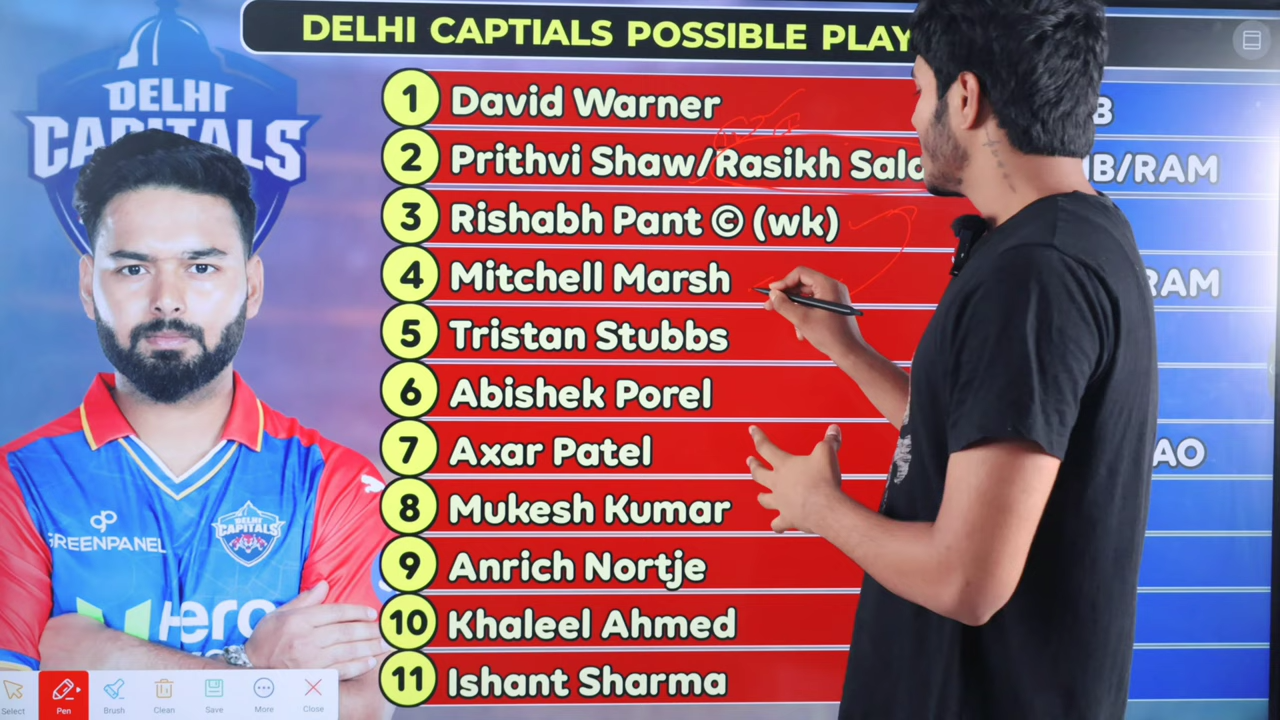 DELHI CAPTIALS POSSIBLE
DELHI
CAPITALS
1 David Warner
2 Prithvi Shaw/Rasikh B/RAM
3 Rishabh Pant © (wk)
4 Mitchell Marsh RAM
5 Tristan Stubbs
6 Abishek Porel
7 Axar Patel AO
8 Mukesh Kumar
9 Anrich Nortje
10 Khaleel Ahmed
11 Ishant Sharma
GREENPANEL
DELHI
CAPITALS
Hero
Select Pen Brush Clean Save More Close